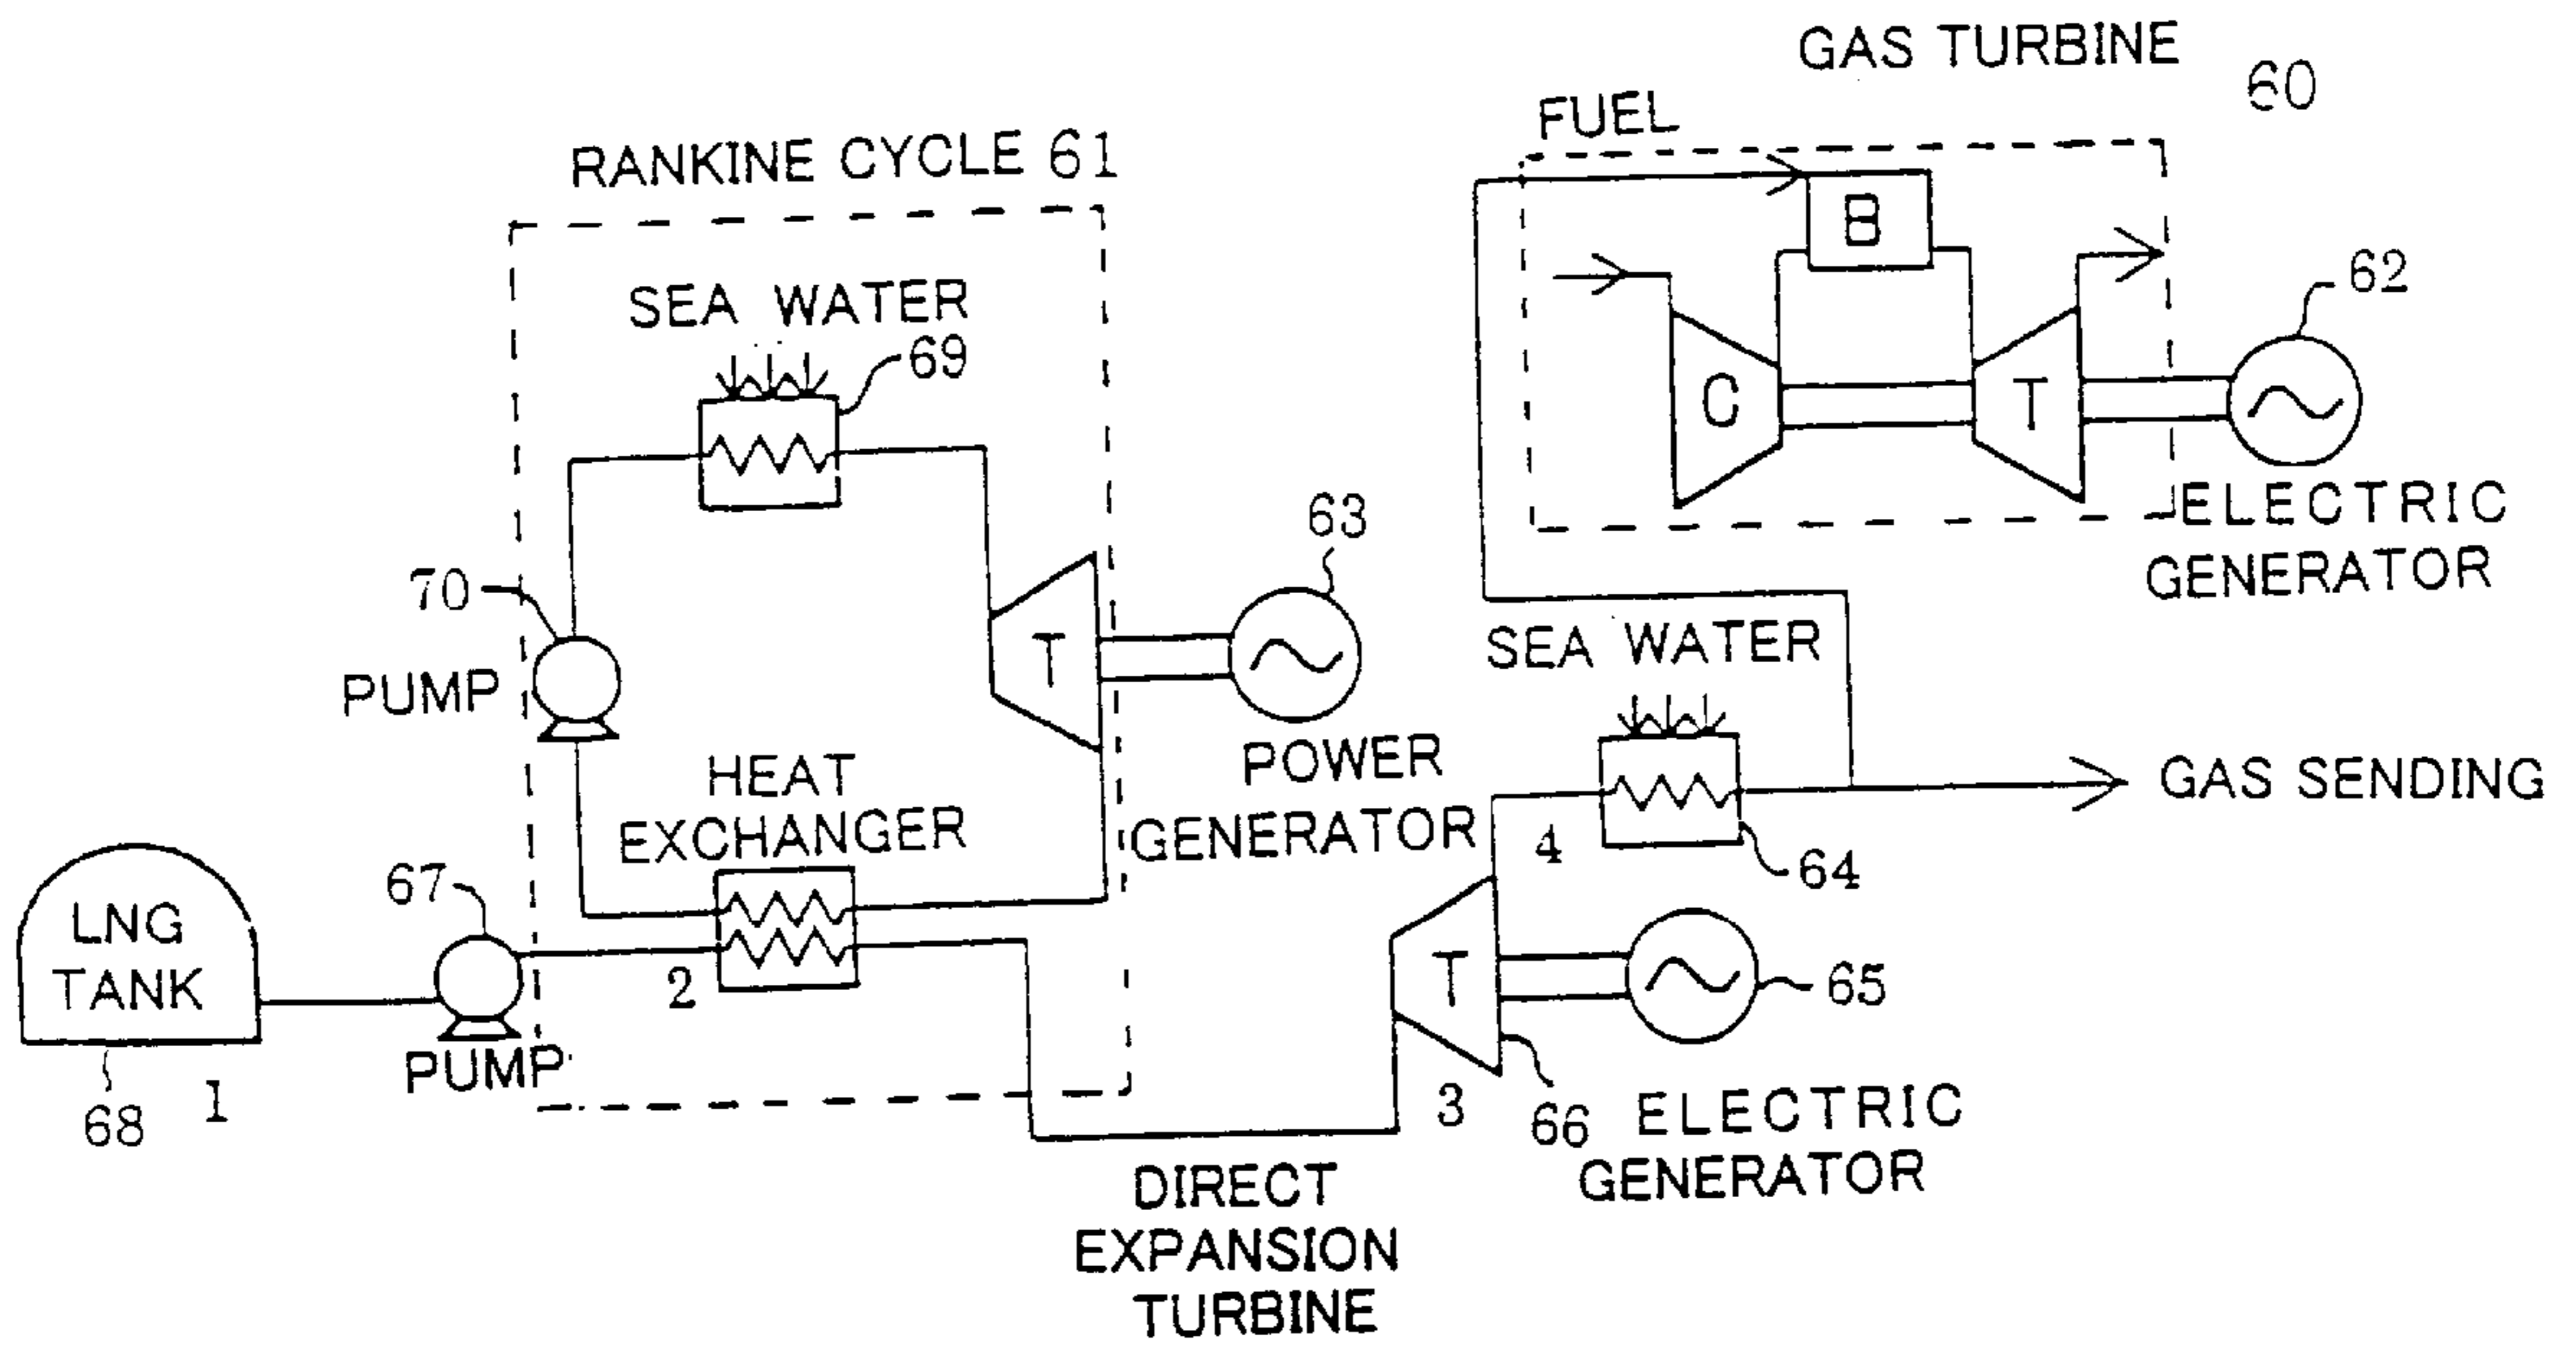 GAS TURBINE
60
FUEL
RANKINE CYCLE 61
B
62
SEA WATER
69
C
T
63
ELECTRIC
GENERATOR
70
SEA WATER
T
PUMP
POWER
GENERATOR
HEAT
EXCHANGER
GAS SENDING
4
64
67
LNG
TANK
2
T
65
PUMP
68
1
3
66
ELECTRIC
GENERATOR
DIRECT
EXPANSION
TURBINE